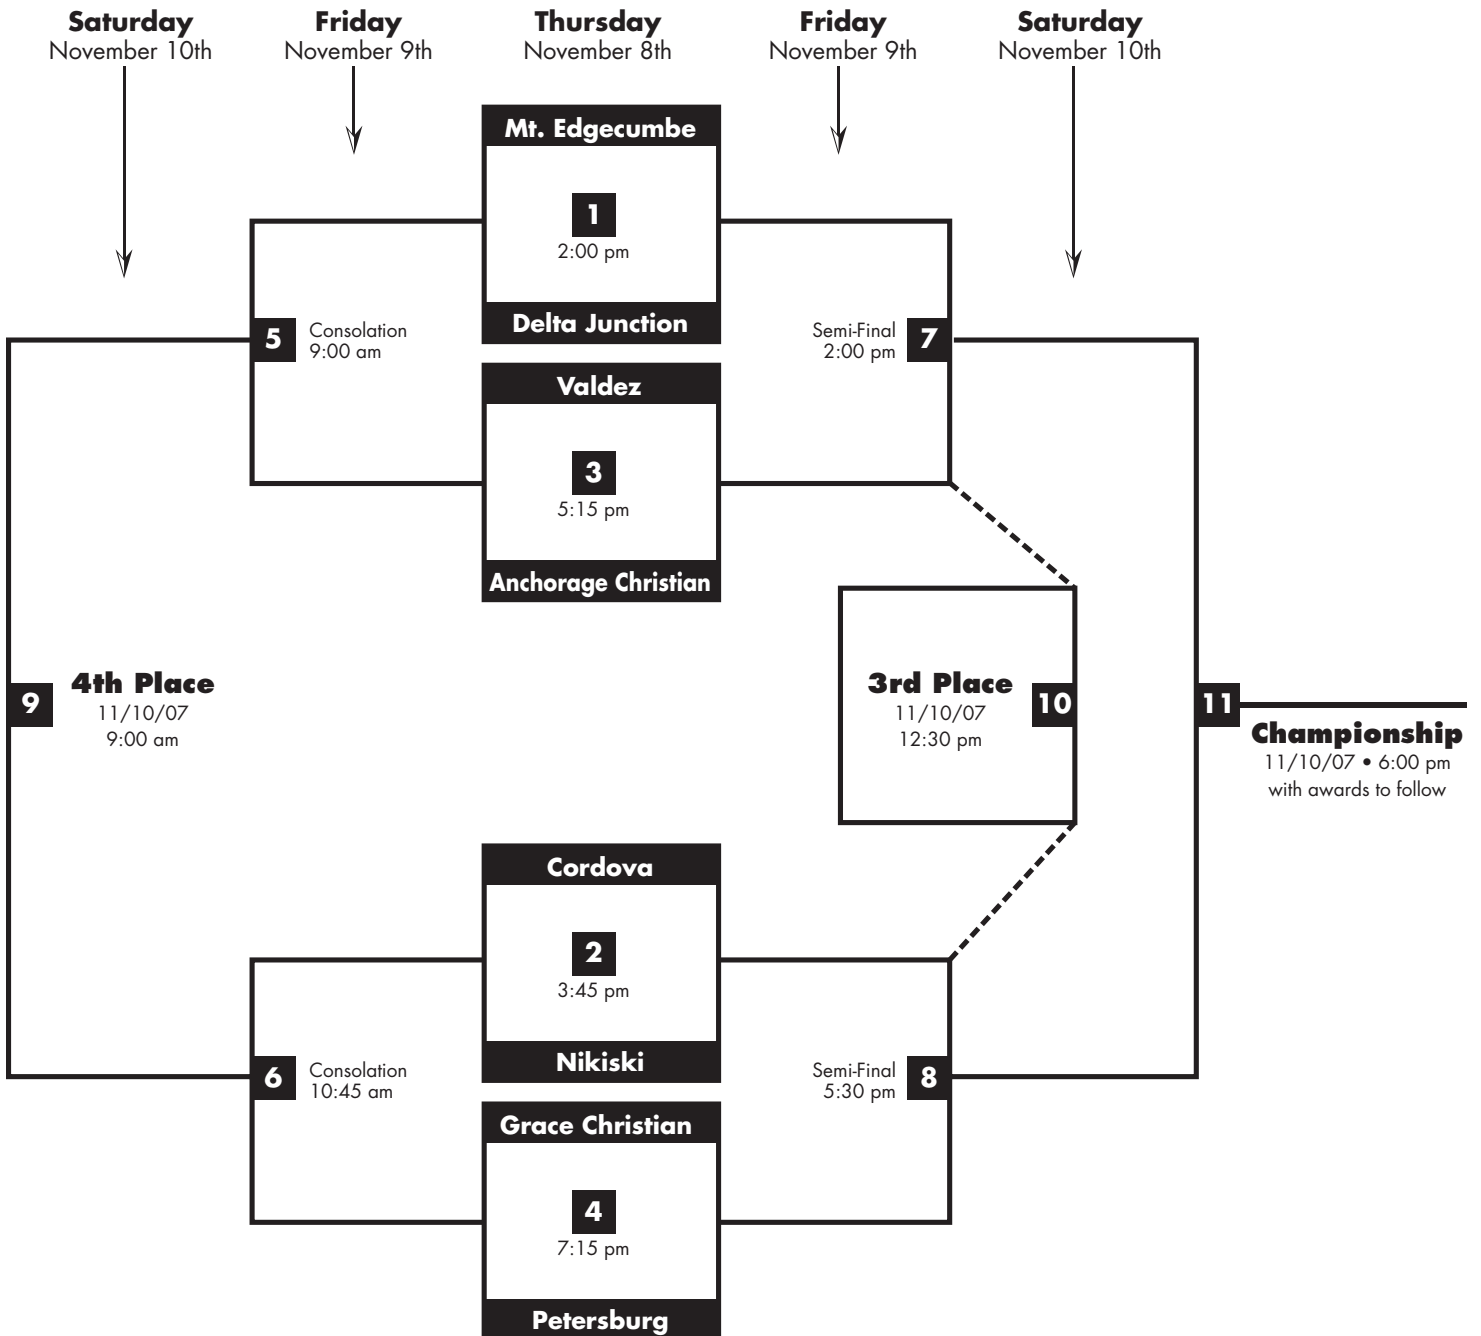 Saturday
November 10th
Friday
November 9th
Thursday
November 8th
Friday
November 9th
Saturday
November 10th
Mt. Edgecumbe
1
2:00 pm
Delta Junction
5
Consolation
9:00 am
Semi-Final
2:00 pm
7
Valdez
3
5:15 pm
Anchorage Christian
9
4th Place
11/10/07
9:00 am
3rd Place
11/10/07
12:30 pm
10
11
Championship
11/10/07 • 6:00 pm
with awards to follow
Cordova
2
3:45 pm
Nikiski
6
Consolation
10:45 am
Semi-Final
5:30 pm
8
Grace Christian
4
7:15 pm
Petersburg